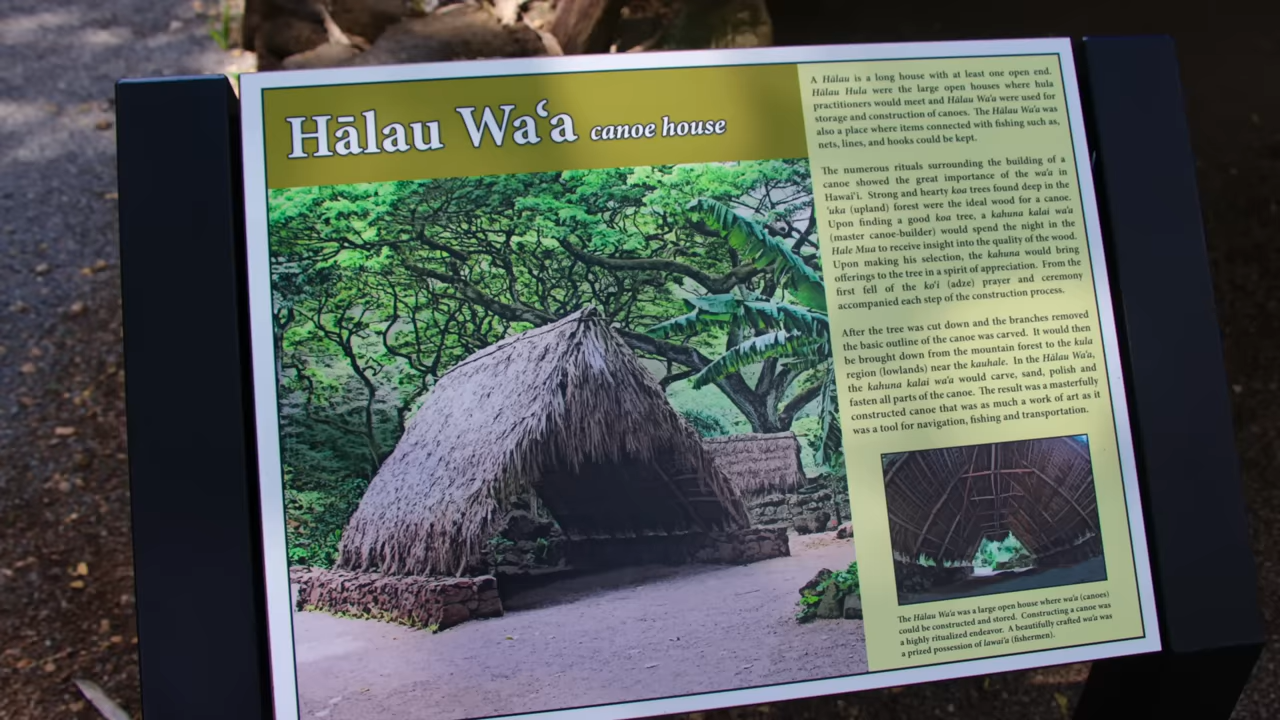 Hālau Waʻa canoe house
A Hālau is a long house with at least one open end.
Hālau Hula were the large open houses where hula
practitioners would meet and Hālau Wa'a were used for
storage and construction of canoes. The Hālau Wa'a was
also a place where items connected with fishing such as,
nets, lines, and hooks could be kept.
The numerous rituals surrounding the building of a
canoe showed the great importance of the wa'a in
Hawai'i. Strong and hearty koa trees found deep in the
'uka (upland) forest were the ideal wood for a canoe.
Upon finding a good koa tree, a kahuna kalai wa'a
(master canoe-builder) would spend the night in the
Hale Mua to receive insight into the quality of the wood.
Upon making his selection, the kahuna would bring
offerings to the tree in a spirit of appreciation. From the
first fell of the ko'i (adze) prayer and ceremony
accompanied each step of the construction process.
After the tree was cut down and the branches removed
the basic outline of the canoe was carved. It would then
be brought down from the mountain forest to the kula
region (lowlands) near the kauhale. In the Hālau Wa'a,
the kahuna kalai wa'a would carve, sand, polish and
fasten all parts of the canoe. The result was a masterfully
constructed canoe that was as much a work of art as it
was a tool for navigation, fishing and transportation.
The Hālau Wa'a was a large open house where wa'a (canoes)
could be constructed and stored. Constructing a canoe was
a highly ritualized endeavor. A beautifully crafted wa'a was
a prized possession of lawai'a (fishermen).